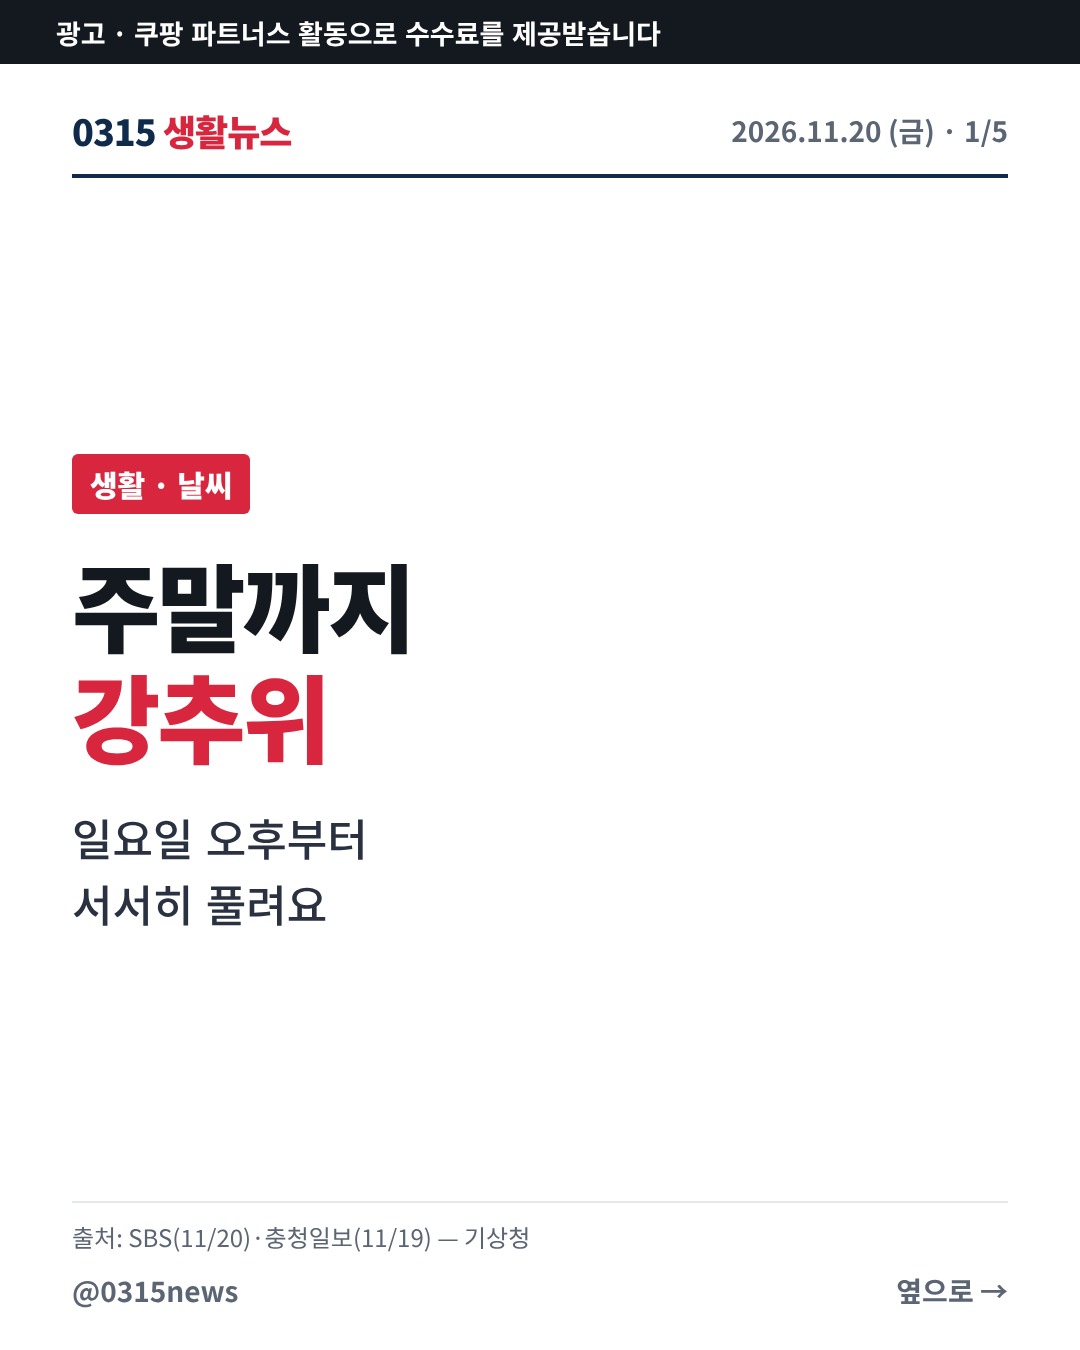 광고 · 쿠팡 파트너스 활동으로 수수료를 제공받습니다
0315 생활뉴스
2026.11.20 (금) · 1/5
생활 · 날씨
주말까지
강추위
일요일 오후부터
서서히 풀려요
출처: SBS(11/20)·충청일보(11/19) — 기상청
@0315news
옆으로 →